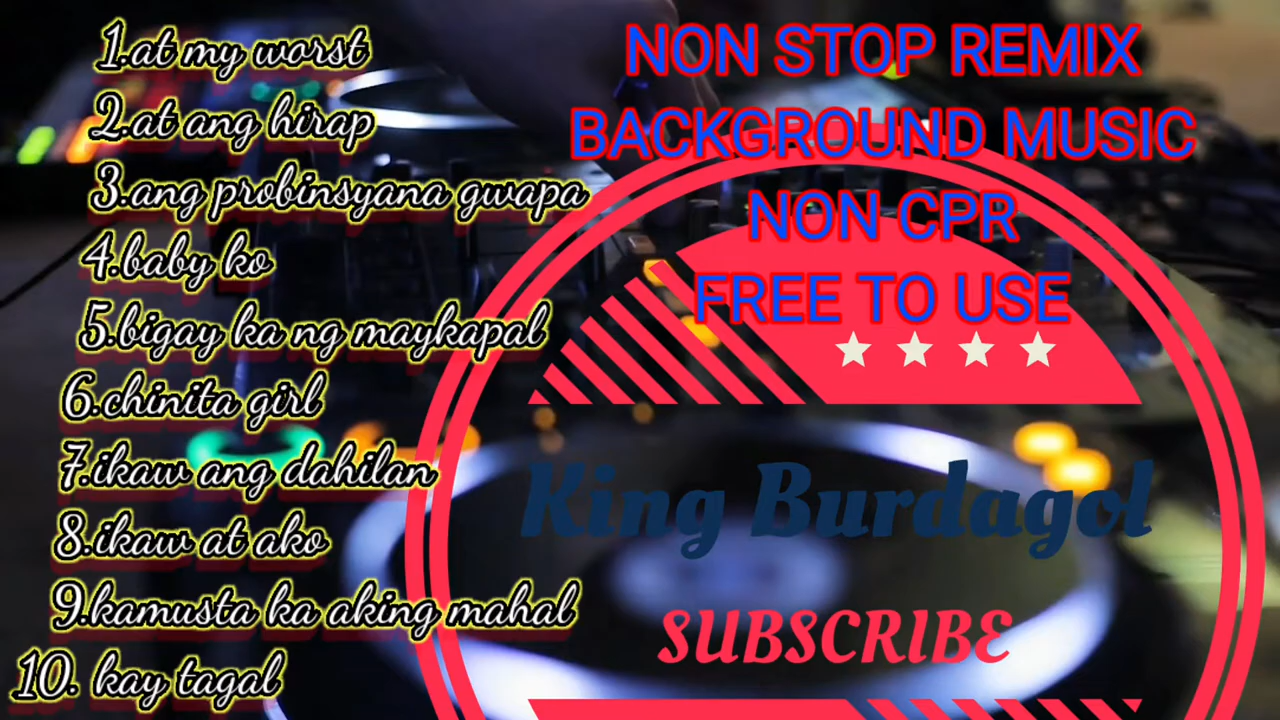 1.at my worst
2.at ang hirap
3.ang probinsyana gwapa
4.baby ko
5.bigay ka ng maykapal
6.chinita girl
7.ikaw ang dahilan
8.ikaw at ako
9.kamusta ka aking mahal
10. kay tagal
NON STOP REMIX
BACKGROUND MUSIC
NON CPR
FREE TO USE
King Burdagol
SUBSCRIBE